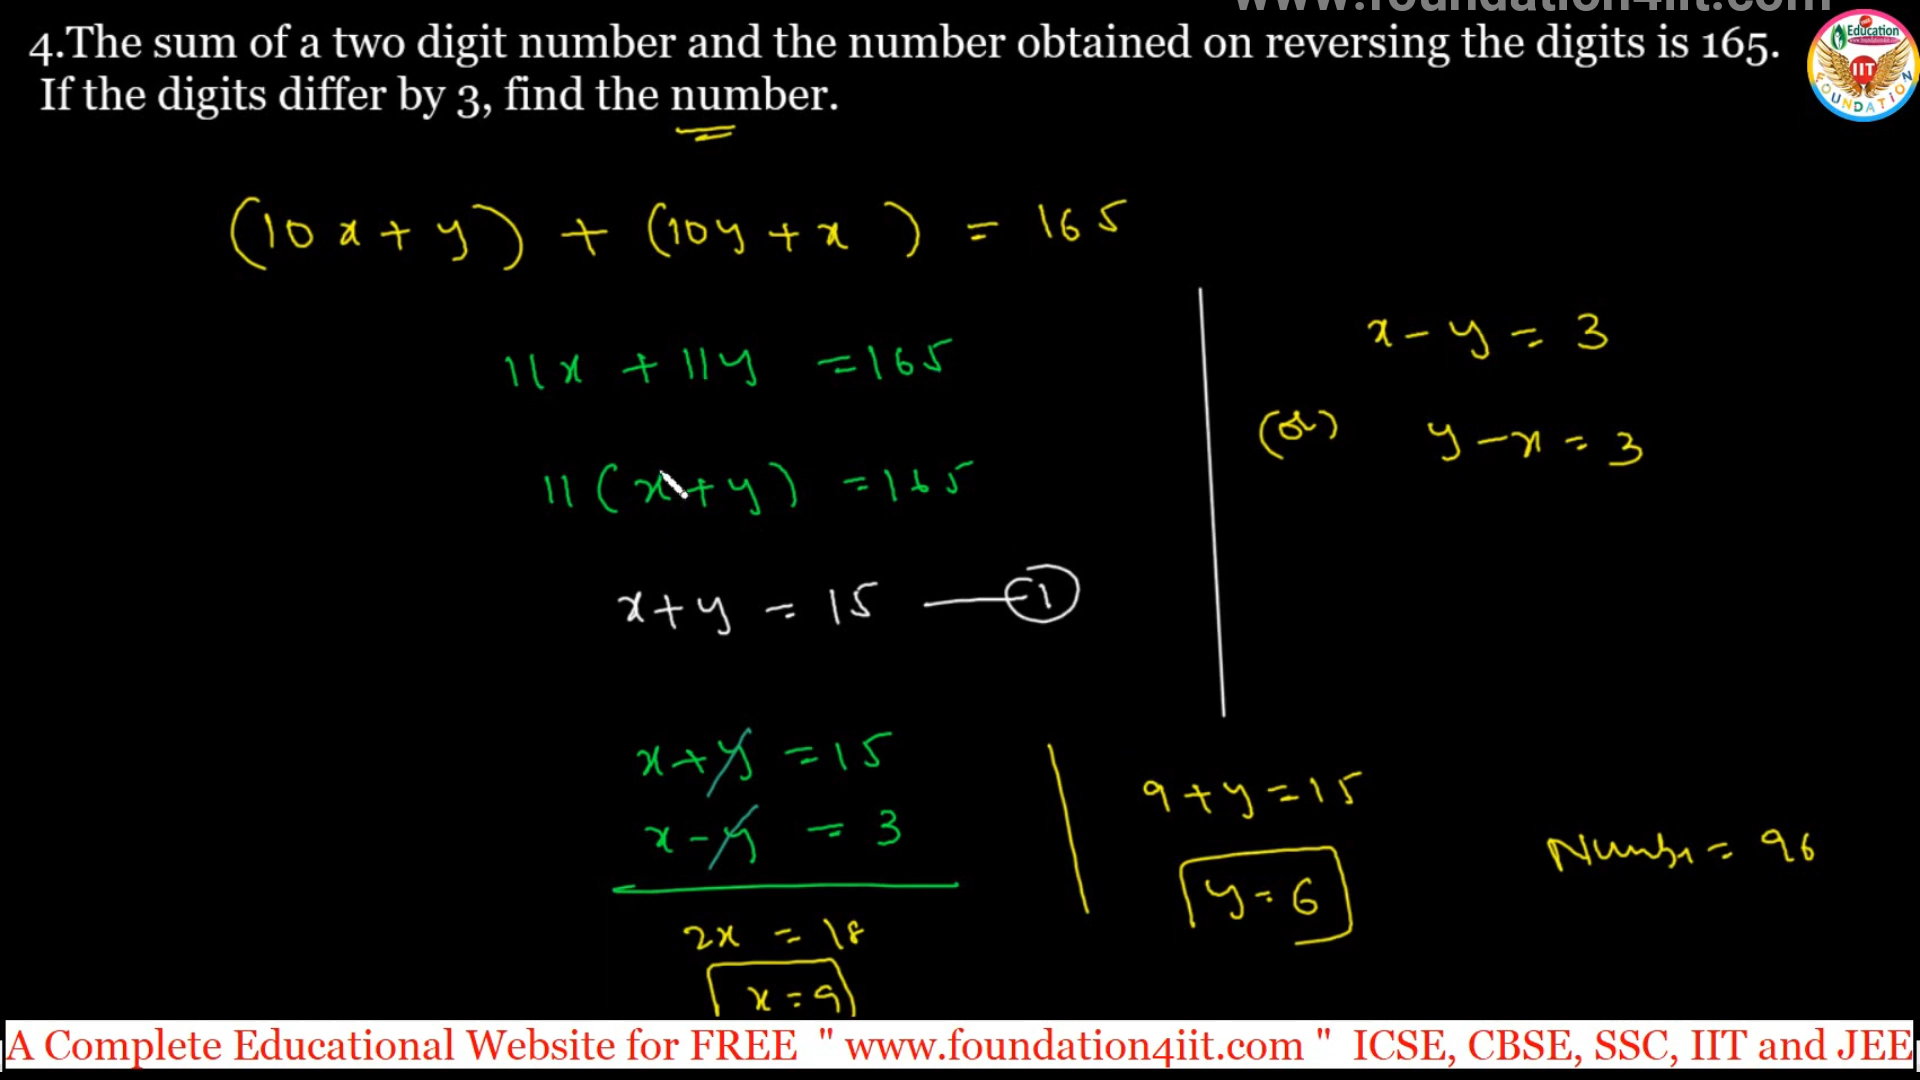 www.foundation4iit.com
4.The sum of a two digit number and the number obtained on reversing the digits is 165.
If the digits differ by 3, find the number.
Education
IIT
FOUNDATION
(10x+y) + (10y+x) = 165
11x + 11y = 165
11(x+y) = 165
x+y = 15 — 1
x - y = 3
(or) y - x = 3
x+y = 15
x-y = 3
2x = 18
x = 9
9+y = 15
y = 6
Number = 96
A Complete Educational Website for FREE " www.foundation4iit.com " ICSE, CBSE, SSC, IIT and JEE